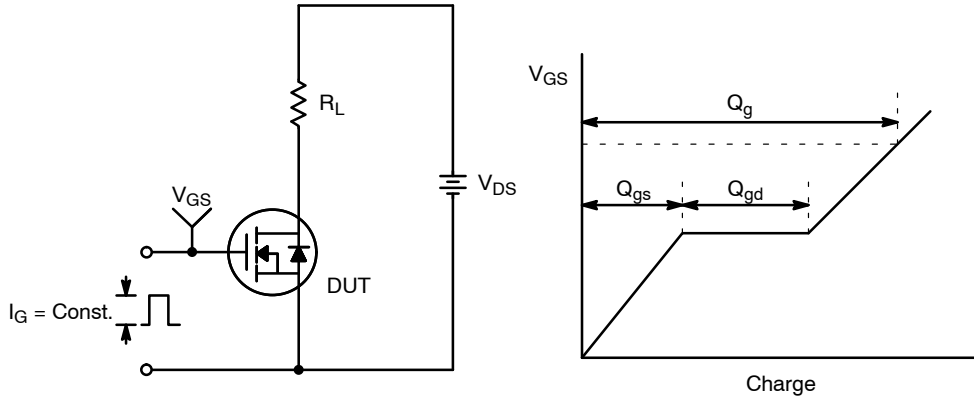 R_L
V_GS
V_DS
DUT
I_G = Const.
V_GS
Q_g
Q_gs
Q_gd
Charge